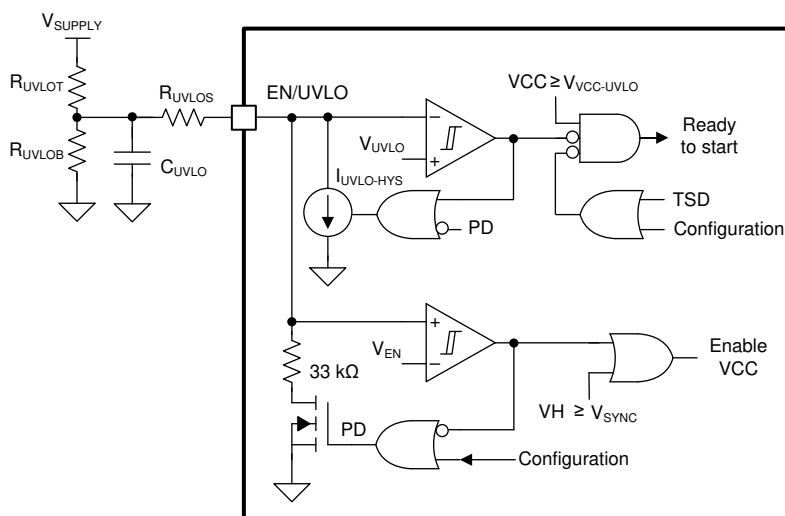 VSUPPLY
RUVLOT
RUVLOS
RUVLOB
CUVLO
EN/UVLO
VUVLO
−
+
IUVLO-HYS
PD
VCC ≥ VVCC-UVLO
Ready
to start
TSD
Configuration
+
VEN
−
33 kΩ
PD
Enable
VCC
VH ≥ VSYNC
Configuration